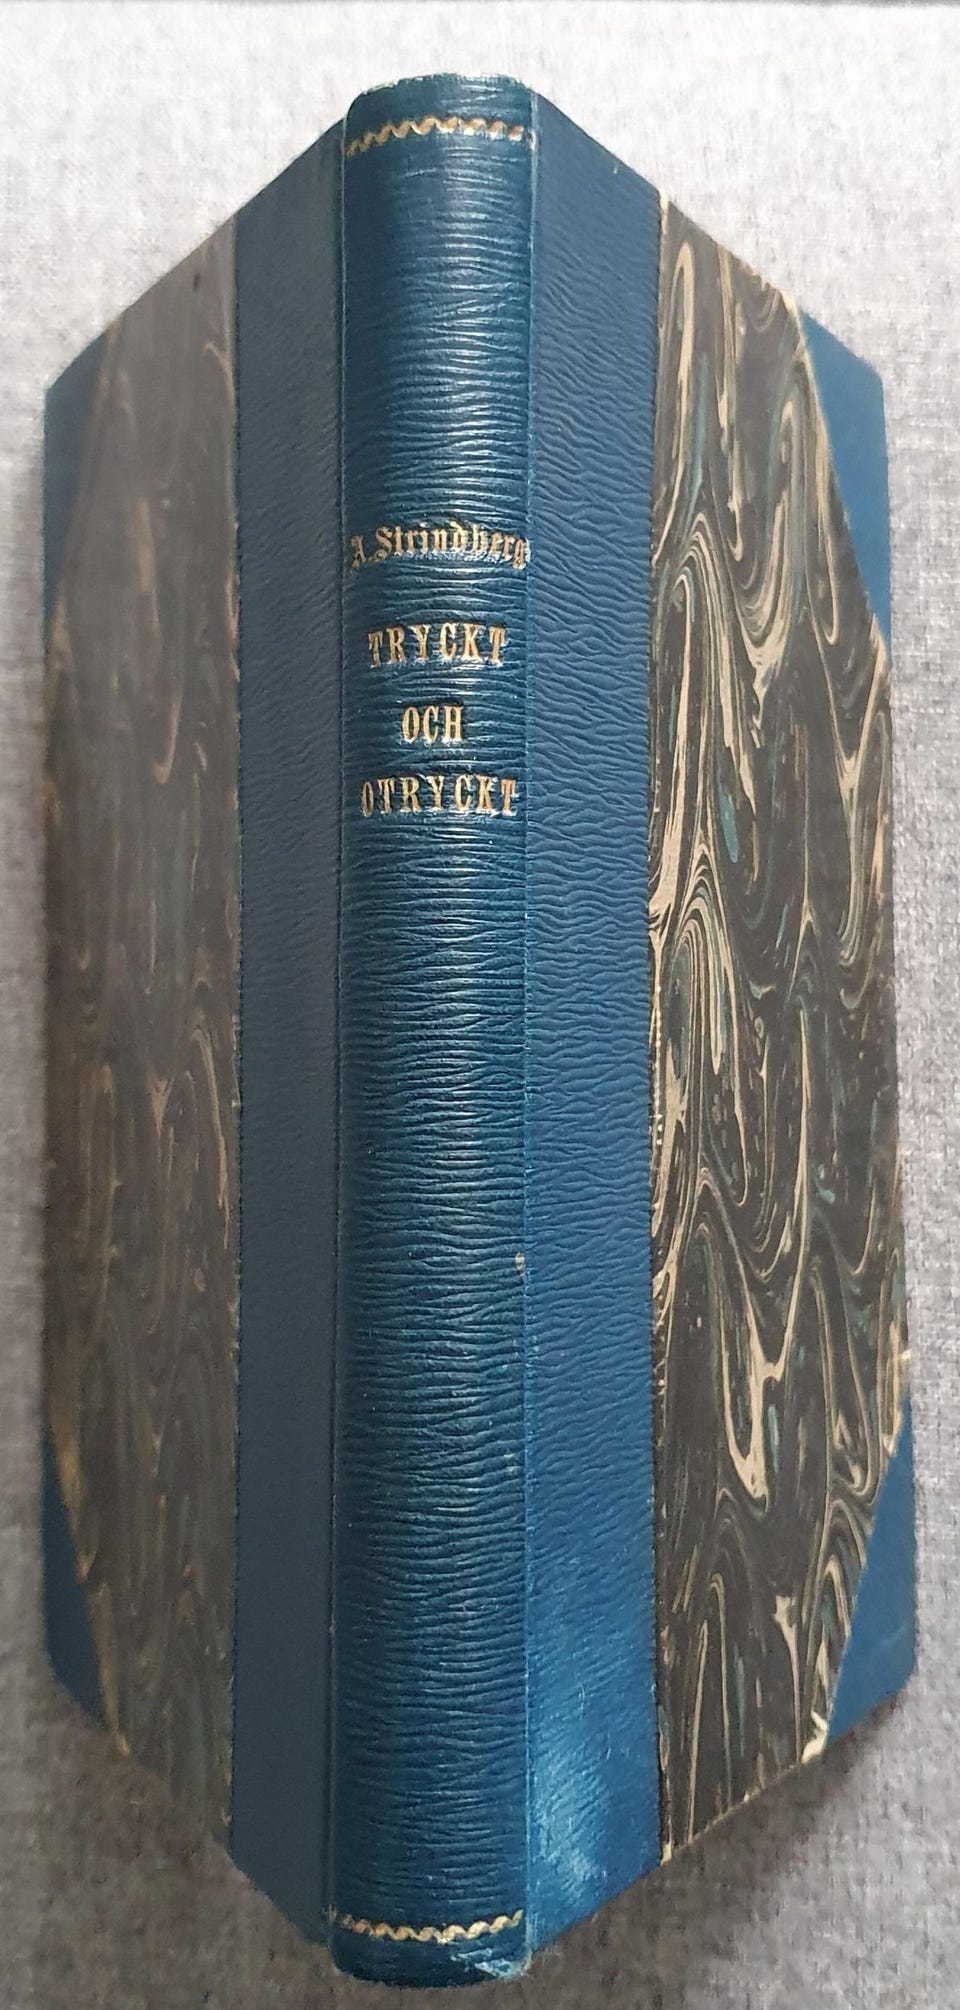 A. Strindberg
TRYCKT
OCH
OTRYCKT